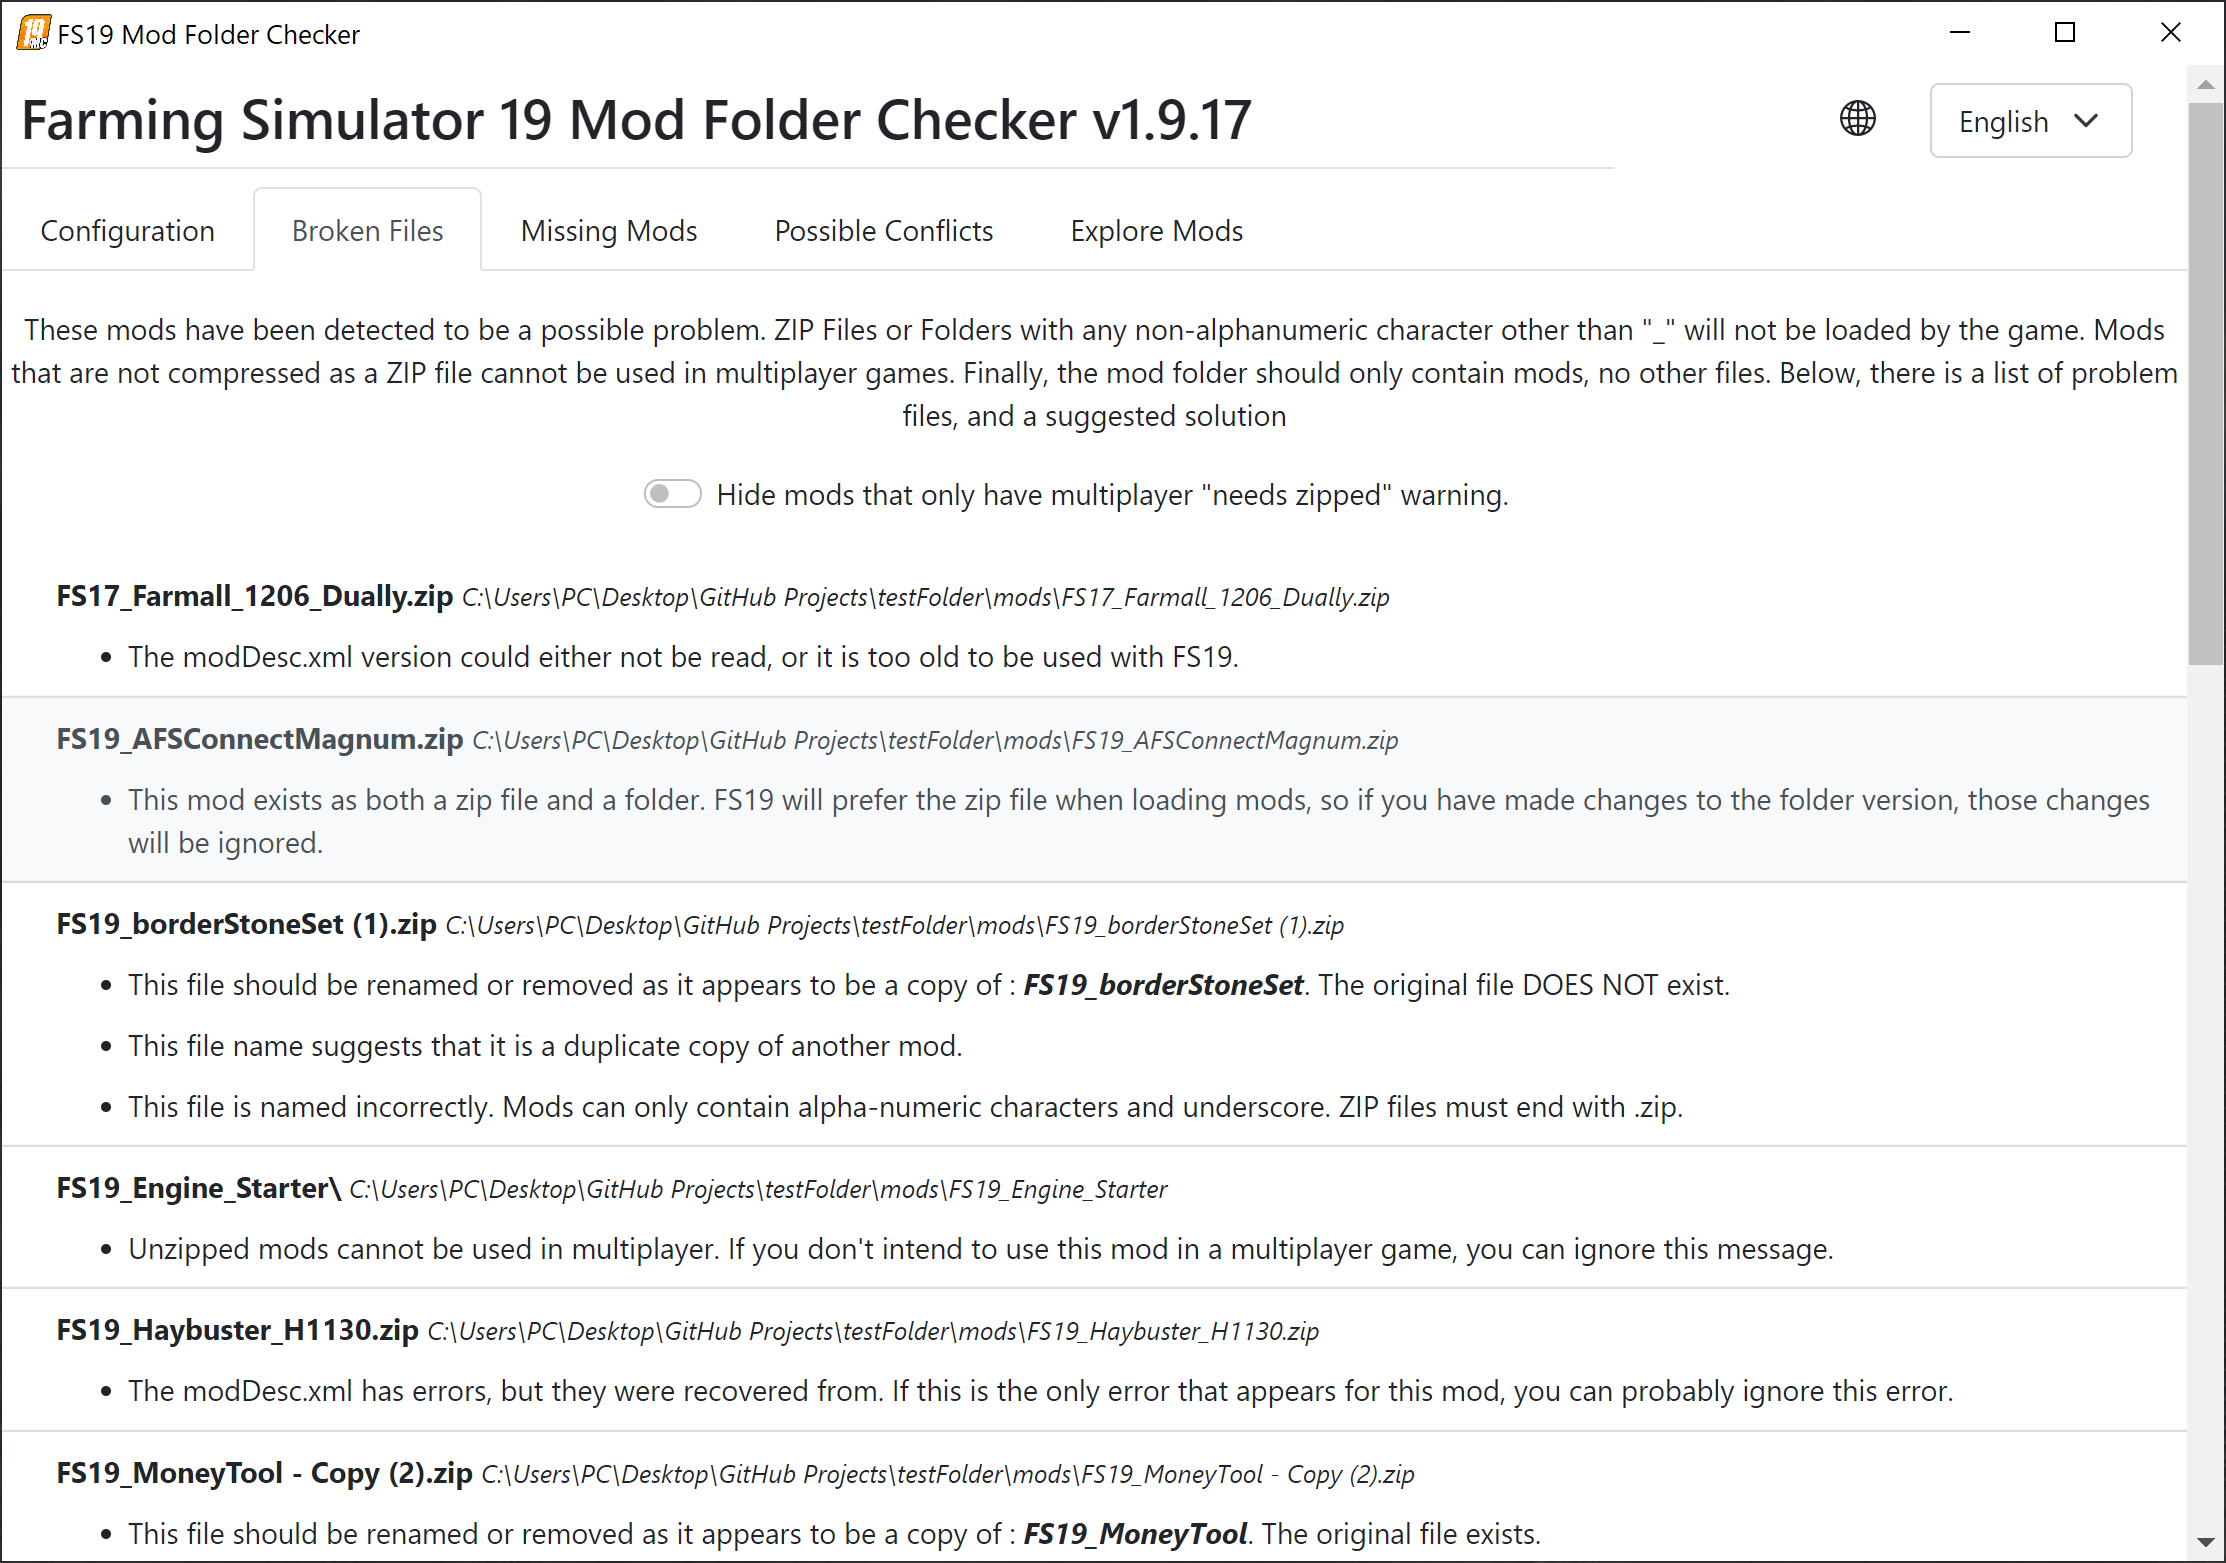 FS19 Mod Folder Checker
Farming Simulator 19 Mod Folder Checker v1.9.17
English
Configuration
Broken Files
Missing Mods
Possible Conflicts
Explore Mods
These mods have been detected to be a possible problem. ZIP Files or Folders with any non-alphanumeric character other than "_" will not be loaded by the game. Mods
that are not compressed as a ZIP file cannot be used in multiplayer games. Finally, the mod folder should only contain mods, no other files. Below, there is a list of problem
files, and a suggested solution
Hide mods that only have multiplayer "needs zipped" warning.
FS17_Farmall_1206_Dually.zip C:\Users\PC\Desktop\GitHub Projects\testFolder\mods\FS17_Farmall_1206_Dually.zip
• The modDesc.xml version could either not be read, or it is too old to be used with FS19.
FS19_AFSConnectMagnum.zip C:\Users\PC\Desktop\GitHub Projects\testFolder\mods\FS19_AFSConnectMagnum.zip
• This mod exists as both a zip file and a folder. FS19 will prefer the zip file when loading mods, so if you have made changes to the folder version, those changes
will be ignored.
FS19_borderStoneSet (1).zip C:\Users\PC\Desktop\GitHub Projects\testFolder\mods\FS19_borderStoneSet (1).zip
• This file should be renamed or removed as it appears to be a copy of : FS19_borderStoneSet. The original file DOES NOT exist.
• This file name suggests that it is a duplicate copy of another mod.
• This file is named incorrectly. Mods can only contain alpha-numeric characters and underscore. ZIP files must end with .zip.
FS19_Engine_Starter\ C:\Users\PC\Desktop\GitHub Projects\testFolder\mods\FS19_Engine_Starter
• Unzipped mods cannot be used in multiplayer. If you don't intend to use this mod in a multiplayer game, you can ignore this message.
FS19_Haybuster_H1130.zip C:\Users\PC\Desktop\GitHub Projects\testFolder\mods\FS19_Haybuster_H1130.zip
• The modDesc.xml has errors, but they were recovered from. If this is the only error that appears for this mod, you can probably ignore this error.
FS19_MoneyTool - Copy (2).zip C:\Users\PC\Desktop\GitHub Projects\testFolder\mods\FS19_MoneyTool - Copy (2).zip
• This file should be renamed or removed as it appears to be a copy of : FS19_MoneyTool. The original file exists.